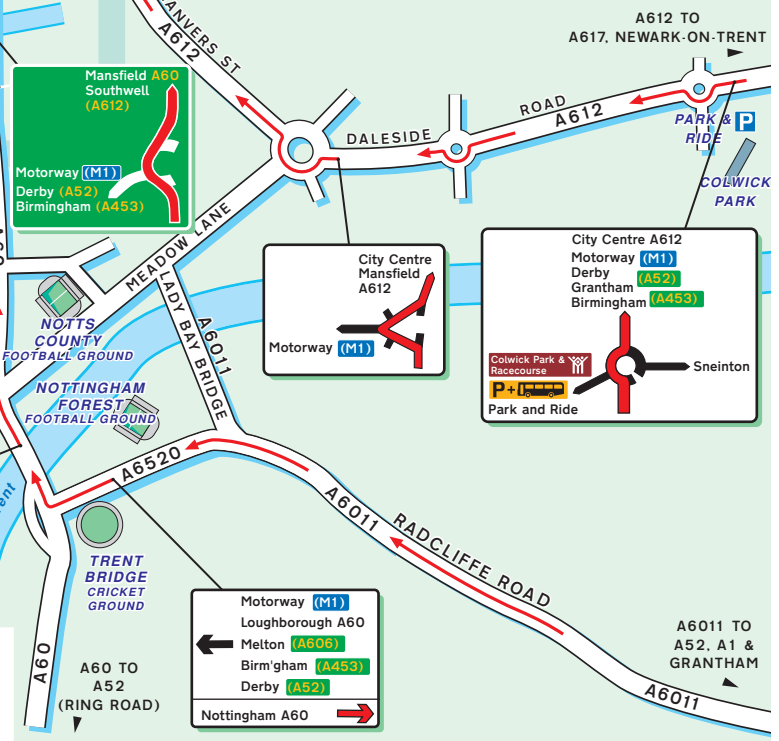 MANVERS ST
A612
A612 TO
A617, NEWARK-ON-TRENT
Mansfield A60
Southwell
(A612)
Motorway (M1)
Derby (A52)
Birmingham (A453)
DALESIDE ROAD
A612
PARK & P
RIDE
COLWICK
PARK
MEADOW LANE
LADY BAY BRIDGE
A6011
City Centre
Mansfield
A612
Motorway (M1)
City Centre A612
Motorway (M1)
Derby (A52)
Grantham
Birmingham (A453)
Colwick Park &
Racecourse
Sneinton
P+
Park and Ride
NOTTS
COUNTY
FOOTBALL GROUND
NOTTINGHAM
FOREST
FOOTBALL GROUND
A6520
ent
A6011
RADCLIFFE ROAD
TRENT
BRIDGE
CRICKET
GROUND
Motorway (M1)
Loughborough A60
Melton (A606)
Birm'gham (A453)
Derby (A52)
Nottingham A60
A60
A60 TO
A52
(RING ROAD)
A6011 TO
A52, A1 &
GRANTHAM
A6011